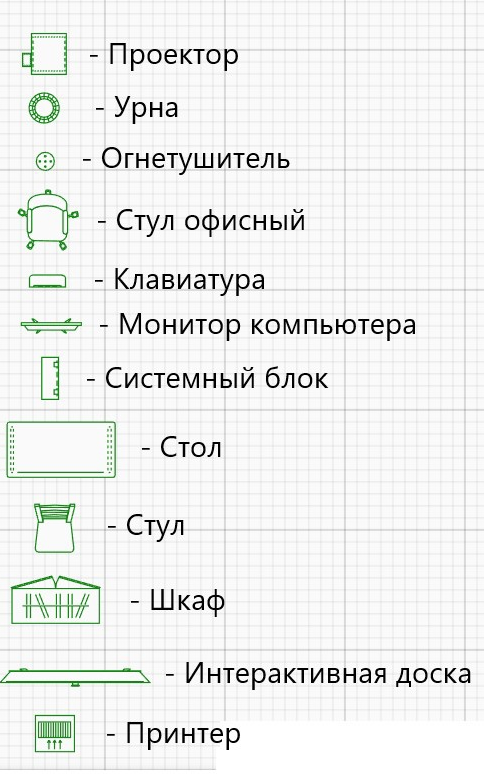 - Проектор
- Урна
- Огнетушитель
- Стул офисный
- Клавиатура
- Монитор компьютера
- Системный блок
- Стол
- Стул
- Шкаф
- Интерактивная доска
- Принтер